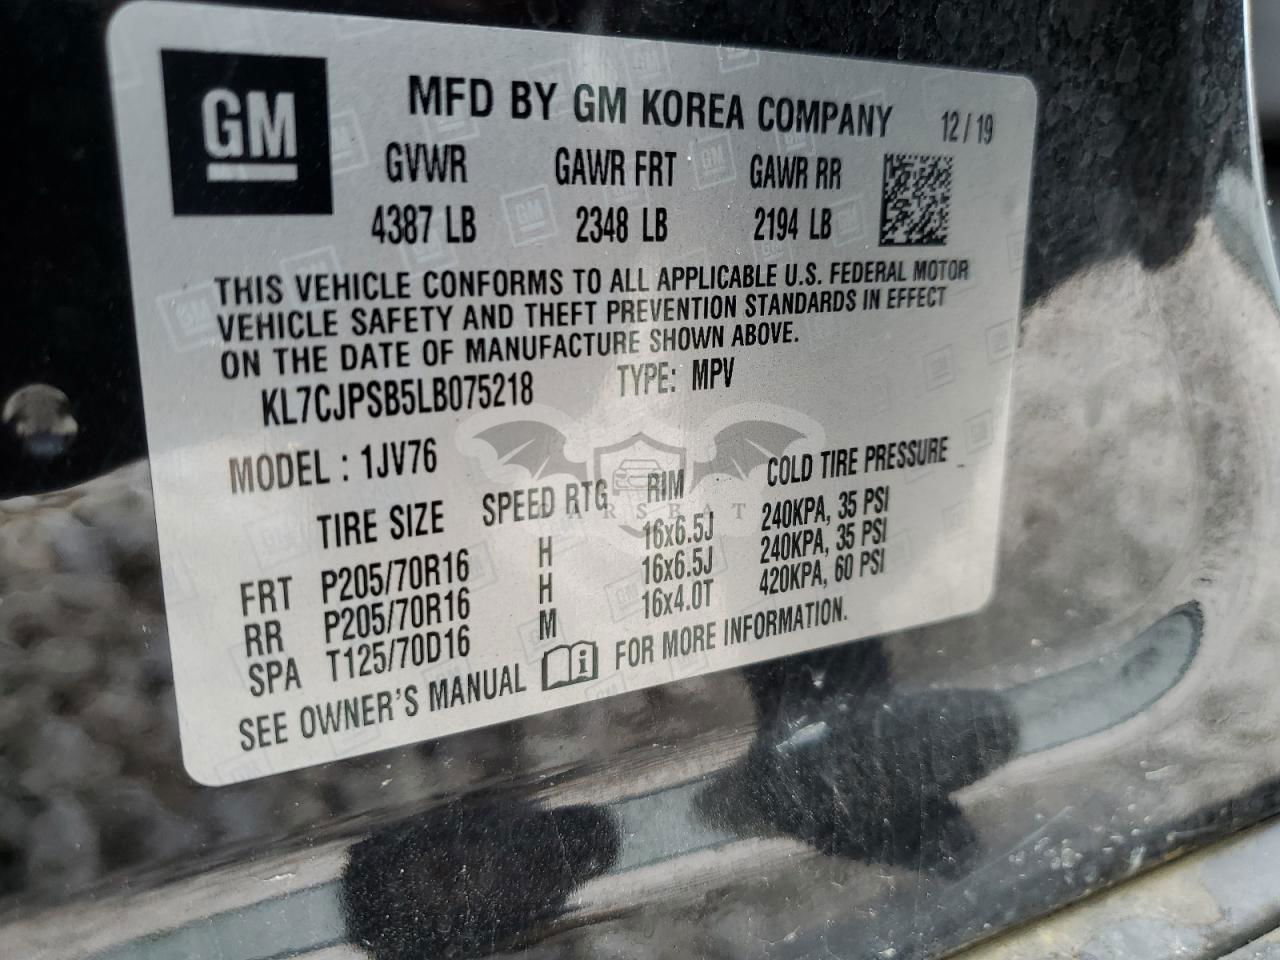 GM
MFD BY GM KOREA COMPANY 12/19
GVWR GAWR FRT GAWR RR
4387 LB 2348 LB 2194 LB
THIS VEHICLE CONFORMS TO ALL APPLICABLE U.S. FEDERAL MOTOR
VEHICLE SAFETY AND THEFT PREVENTION STANDARDS IN EFFECT
ON THE DATE OF MANUFACTURE SHOWN ABOVE.
KL7CJPSB5LB075218 TYPE: MPV
MODEL : 1JV76
TIRE SIZE SPEED RTG RIM COLD TIRE PRESSURE
FRT P205/70R16 H 16x6.5J 240KPA, 35 PSI
RR P205/70R16 H 16x6.5J 240KPA, 35 PSI
SPA T125/70D16 M 16x4.0T 420KPA, 60 PSI
SEE OWNER'S MANUAL FOR MORE INFORMATION.